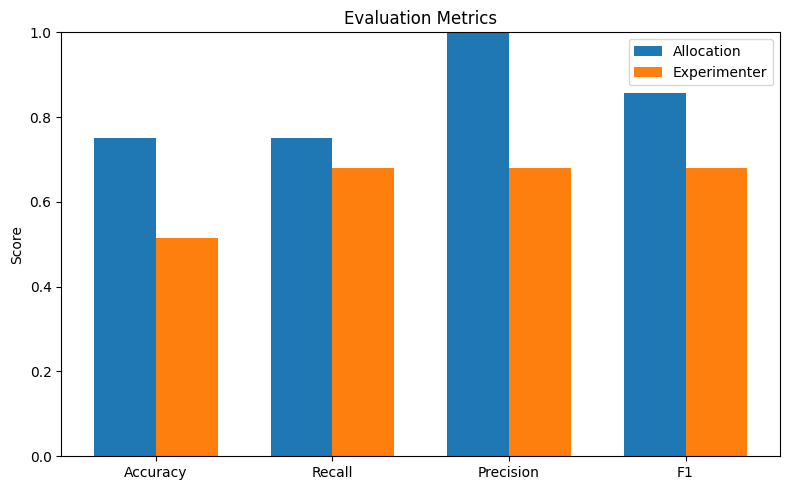 Evaluation Metrics
Allocation
Experimenter
Score
1.0
0.8
0.6
0.4
0.2
0.0
Accuracy Recall Precision F1